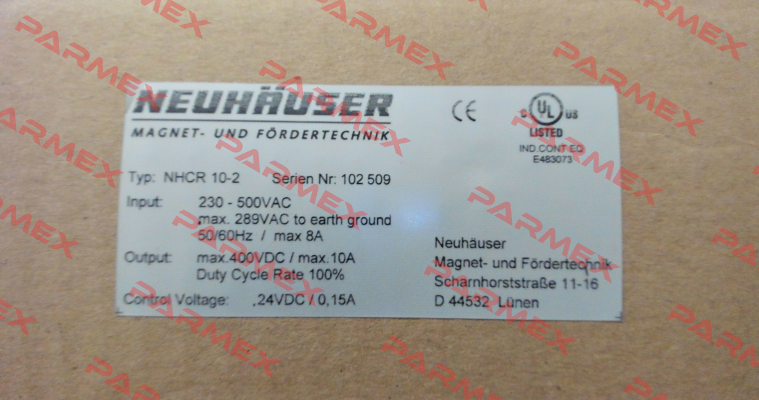 NEUHÄUSER
MAGNET- UND FÖRDERTECHNIK
CE
C UL US
LISTED
IND.CONT.EQ.
E483073
Typ: NHCR 10-2 Serien Nr: 102 509
Input: 230 - 500VAC
max. 289VAC to earth ground
50/60Hz / max 8A
Output: max.400VDC / max.10A
Duty Cycle Rate 100%
Control Voltage: 24VDC / 0,15A
Neuhäuser
Magnet- und Fördertechnik
Scharnhorststraße 11-16
D 44532 Lünen
PARMEX
PARMEX
PARMEX
PARMEX
PARMEX
PARMEX
PARMEX
PARMEX
PARMEX
PARMEX
PARMEX
PARMEX